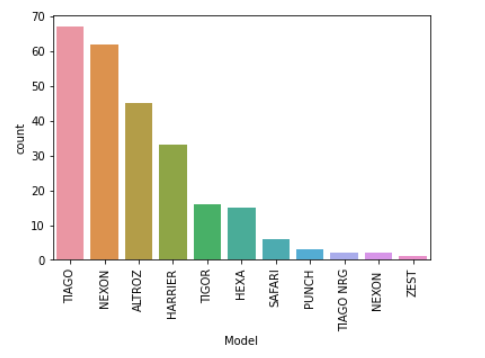 70
60
50
40
30
20
10
0
count
TIAGO
NEXON
ALTROZ
HARRIER
TIGOR
HEXA
SAFARI
PUNCH
TIAGO NRG
NEXON
ZEST
Model